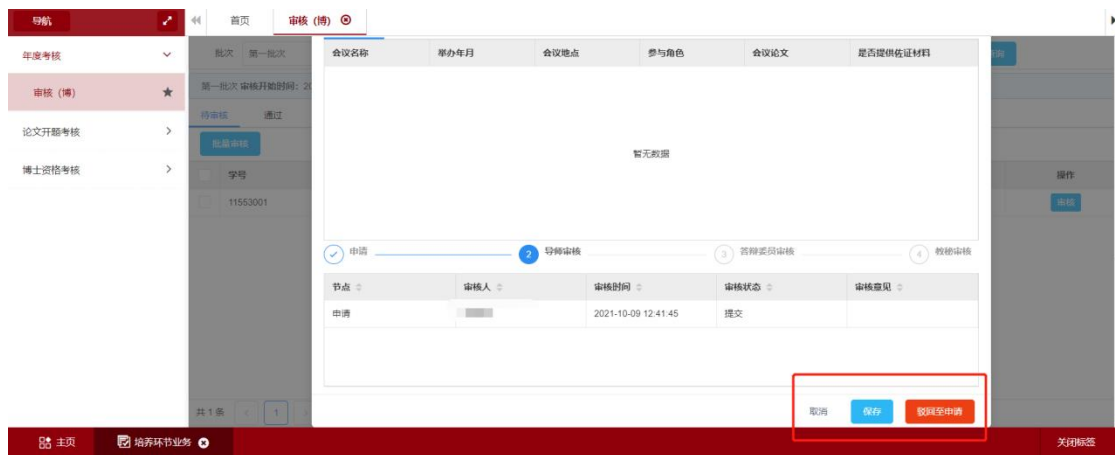 导航 首页 审核（博）
年度考核 批次 第一批次 会议名称 举办年月 会议地点 参与角色 会议论文 是否提供佐证材料
审核（博） 第一批次 审核开始时间：20
待审核 通过
论文开题考核
批量审核
暂无数据
博士资格考核 学号 操作
11553001 审核
申请 2 导师审核 3 答辩委员审核 4 教秘审核
节点 审核人 审核时间 审核状态 审核意见
申请 2021-10-09 12:41:45 提交
共 1 条 1 取消 保存 驳回至申请
主页 培养环节业务 关闭标签